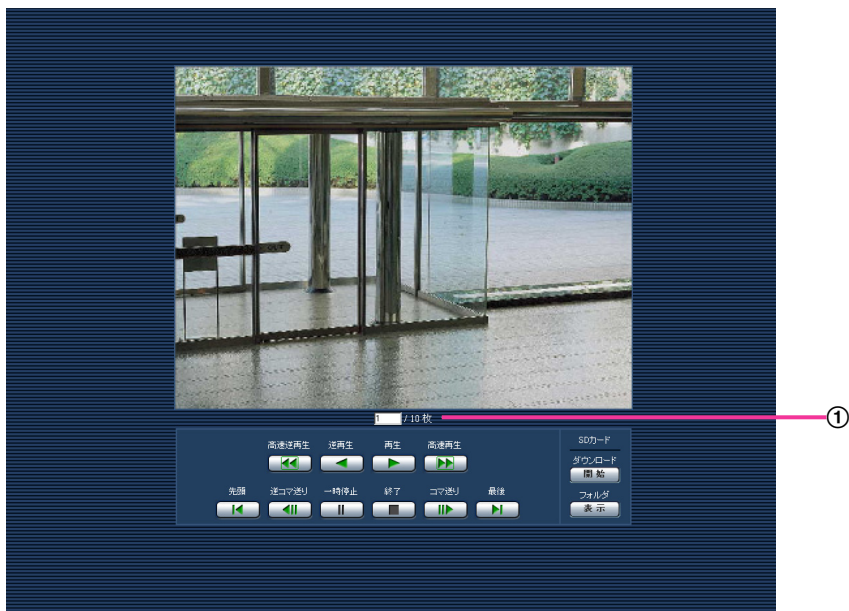 1 / 10 枚
①
高速逆再生 逆再生 再生 高速再生
SDカード
ダウンロード
開始
先頭 逆コマ送り 一時停止 終了 コマ送り 最後
フォルダ
表示